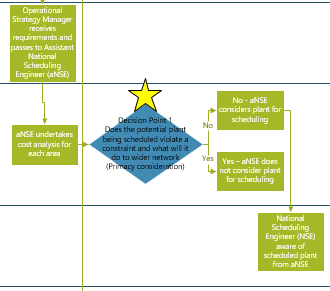 Operational
Strategy Manager
receives
requirements and
passes to Assistant
National
Scheduling
Engineer (aNSE)
aNSE undertakes
cost analysis for
each area
Decision Point 1
Does the potential plant
being scheduled violate a
constraint and what will it
do to wider network
(Primacy consideration)
No
No - aNSE
considers plant for
scheduling
Yes
Yes – aNSE does
not consider plant
for scheduling
National
Scheduling
Engineer (NSE)
aware of
scheduled plant
from aNSE